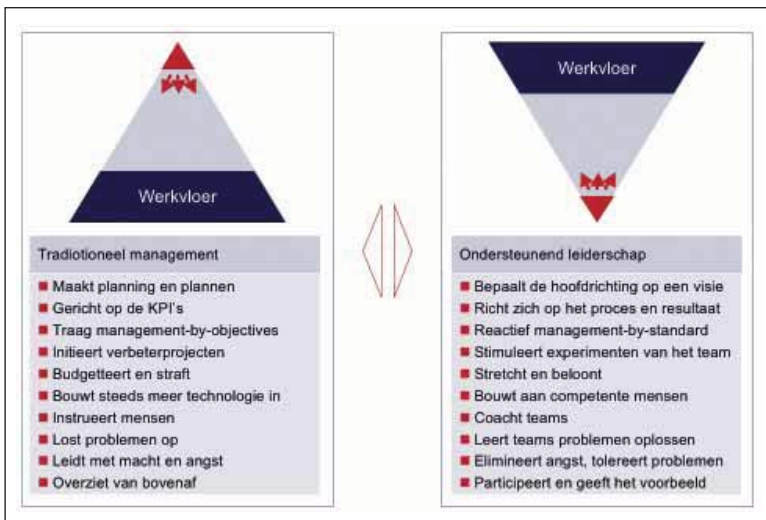 Werkvloer
Tradiotioneel management
Maakt planning en plannen
Gericht op de KPI's
Traag management-by-objectives
Initieert verbeterprojecten
Budgetteert en straft
Bouwt steeds meer technologie in
Instrueert mensen
Lost problemen op
Leidt met macht en angst
Overziet van bovenaf
Werkvloer
Ondersteunend leiderschap
Bepaalt de hoofdrichting op een visie
Richt zich op het proces en resultaat
Reactief management-by-standard
Stimuleert experimenten van het team
Stretcht en beloont
Bouwt aan competente mensen
Coacht teams
Leert teams problemen oplossen
Elimineert angst, tolereert problemen
Participeert en geeft het voorbeeld